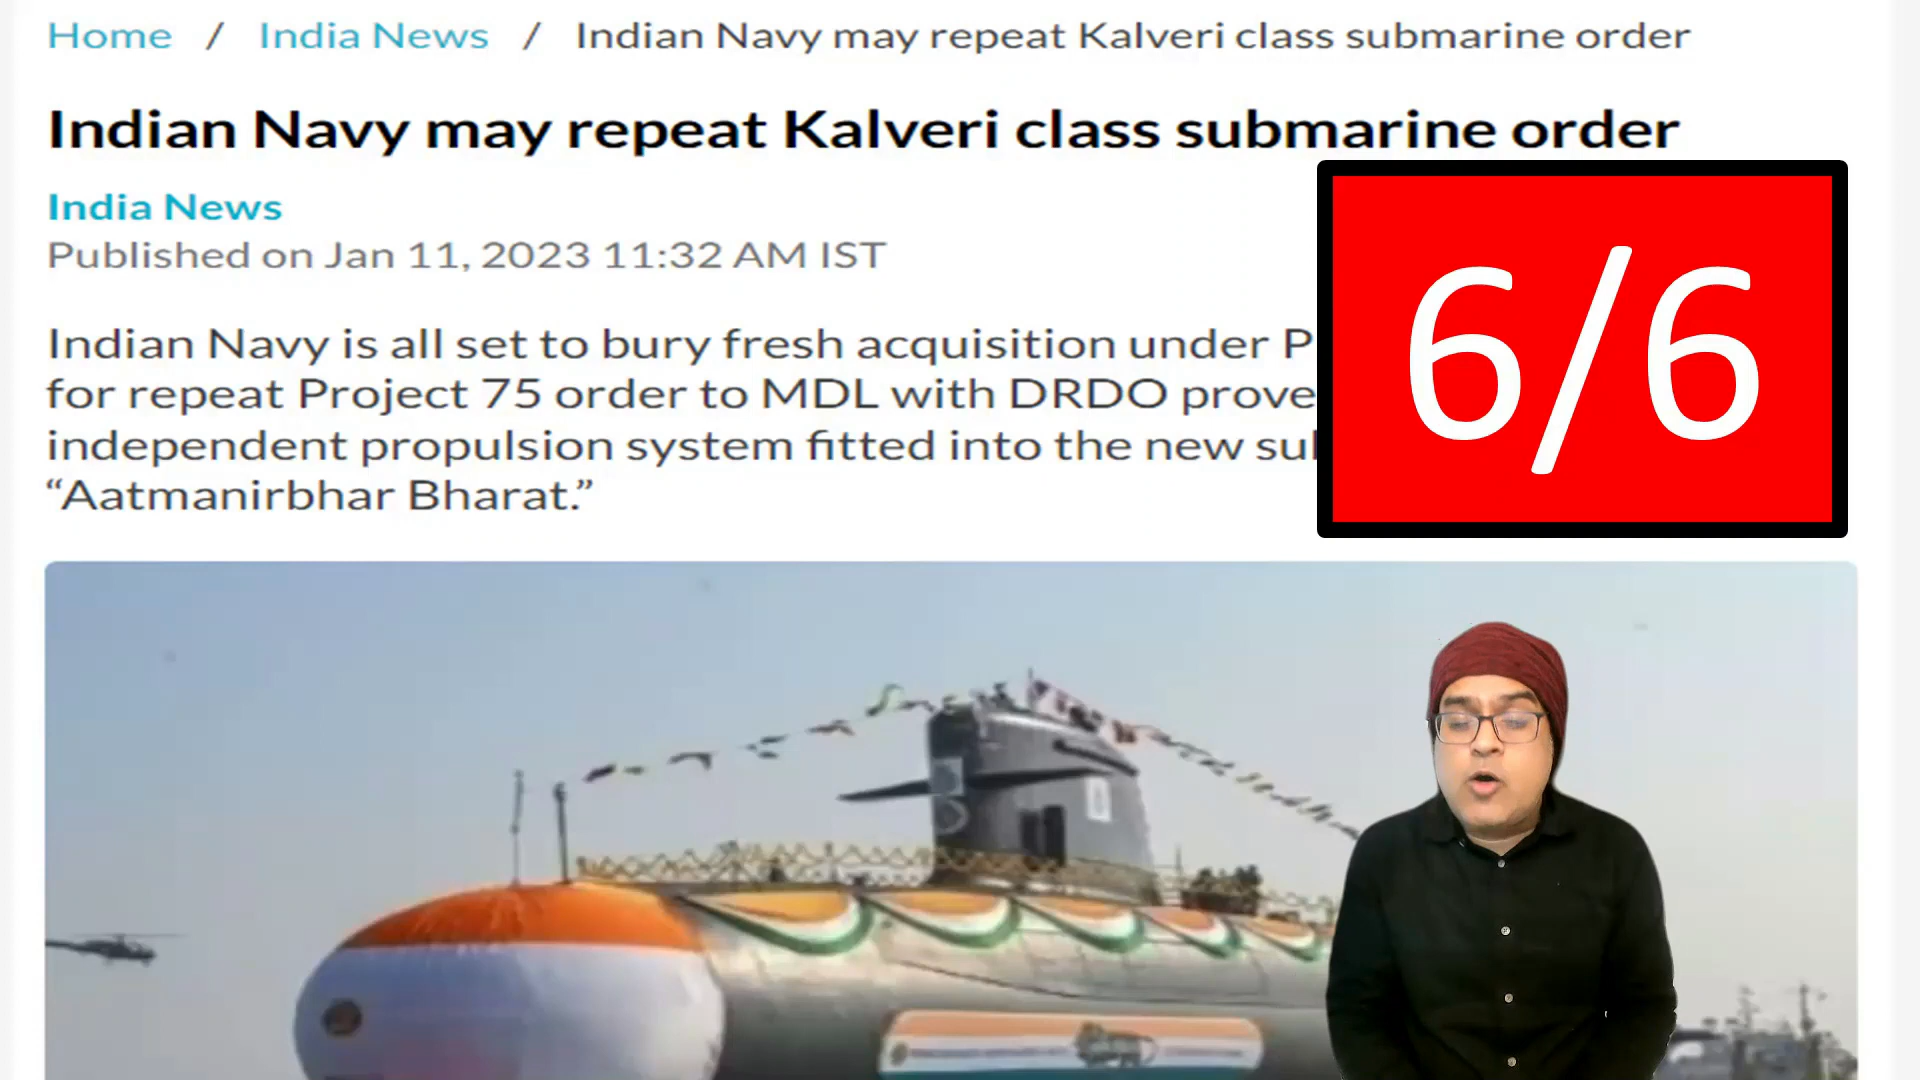 Home / India News / Indian Navy may repeat Kalveri class submarine order
Indian Navy may repeat Kalveri class submarine order
India News
Published on Jan 11, 2023 11:32 AM IST
6/6
Indian Navy is all set to bury fresh acquisition under P
for repeat Project 75 order to MDL with DRDO prove
independent propulsion system fitted into the new sul
“Aatmanirbhar Bharat.”